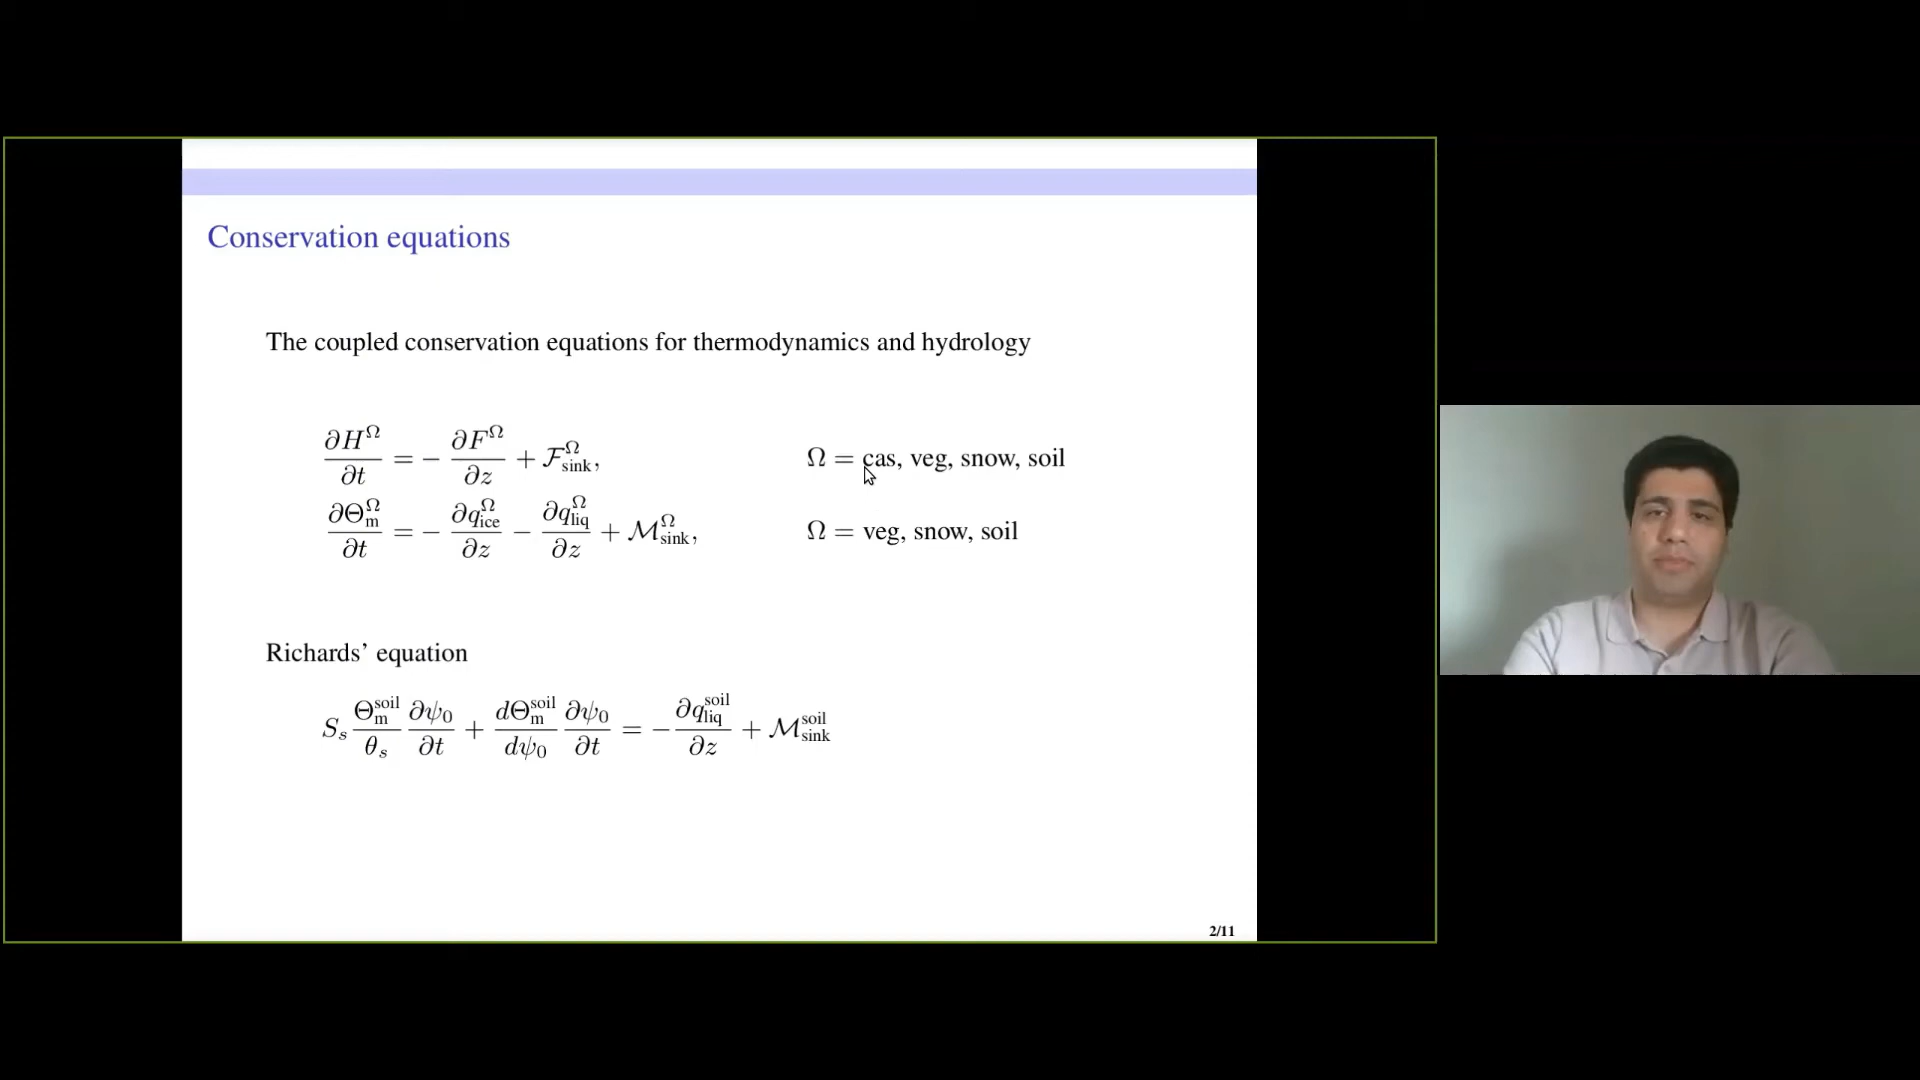 Conservation equations
The coupled conservation equations for thermodynamics and hydrology
∂H^Ω/∂t = − ∂F^Ω/∂z + ℱ^Ω_sink, Ω = cas, veg, snow, soil
∂Θ^Ω_m/∂t = − ∂q^Ω_ice/∂z − ∂q^Ω_liq/∂z + ℳ^Ω_sink, Ω = veg, snow, soil
Richards’ equation
S_s Θ^soil_m/θ_s ∂ψ_0/∂t + dΘ^soil_m/dψ_0 ∂ψ_0/∂t = − ∂q^soil_liq/∂z + ℳ^soil_sink
2/11